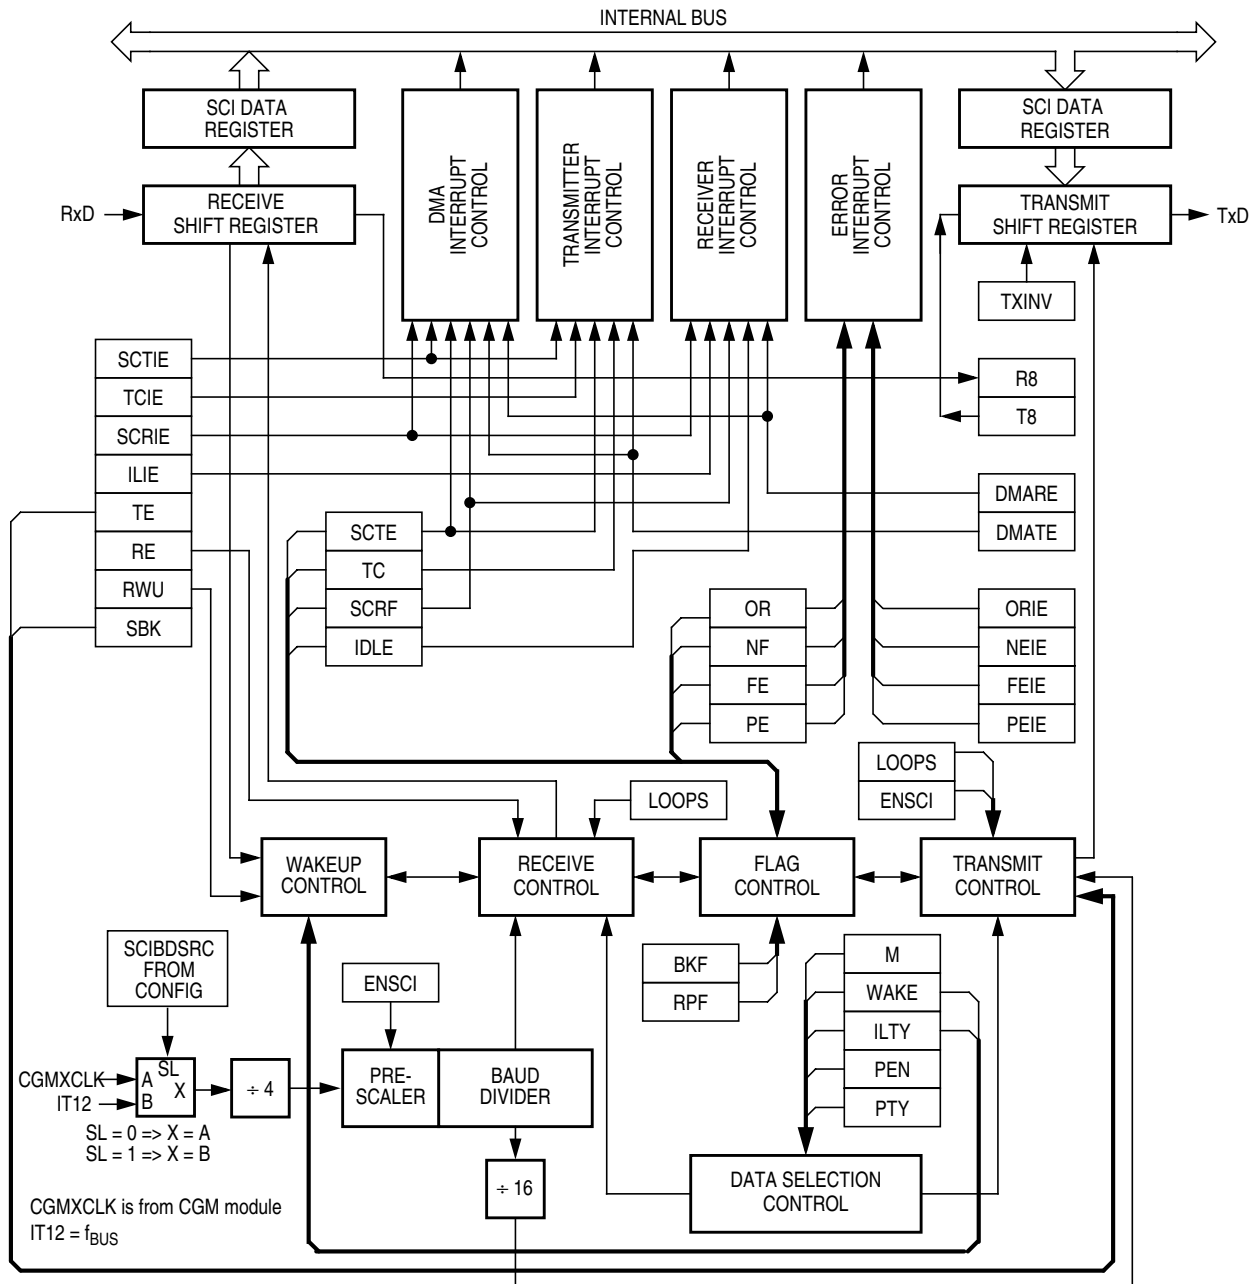 INTERNAL BUS
SCI DATA
REGISTER
DMA
INTERRUPT
CONTROL
TRANSMITTER
INTERRUPT
CONTROL
RECEIVER
INTERRUPT
CONTROL
ERROR
INTERRUPT
CONTROL
SCI DATA
REGISTER
RxD
RECEIVE
SHIFT REGISTER
TRANSMIT
SHIFT REGISTER
TxD
TXINV
SCTIE
TCIE
SCRIE
ILIE
TE
RE
RWU
SBK
R8
T8
DMARE
DMATE
SCTE
TC
SCRF
IDLE
OR
NF
FE
PE
ORIE
NEIE
FEIE
PEIE
LOOPS
ENSCI
LOOPS
WAKEUP
CONTROL
RECEIVE
CONTROL
FLAG
CONTROL
TRANSMIT
CONTROL
SCIBDSRC
FROM
CONFIG
ENSCI
BKF
RPF
M
WAKE
ILTY
PEN
PTY
CGMXCLK
IT12
A
B
SL
X
÷ 4
PRE-
SCALER
BAUD
DIVIDER
SL = 0 => X = A
SL = 1 => X = B
÷ 16
DATA SELECTION
CONTROL
CGMXCLK is from CGM module
IT12 = fBUS